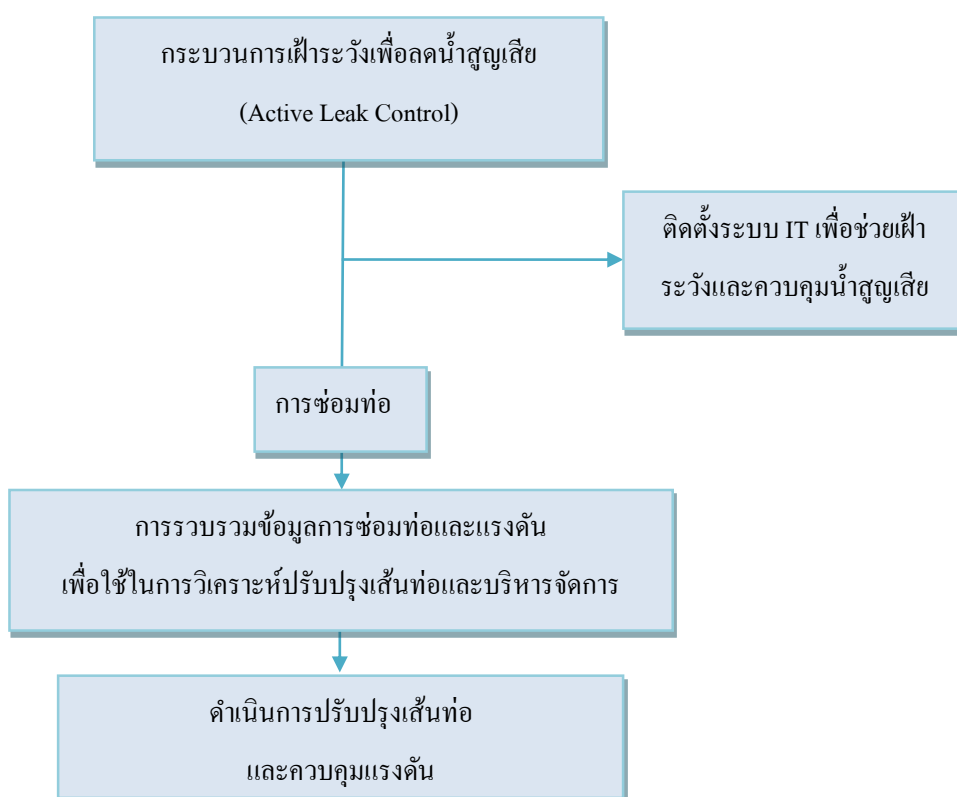 กระบวนการเฝ้าระวังเพื่อลดน้ำสูญเสีย
(Active Leak Control)
ติดตั้งระบบ IT เพื่อช่วยเฝ้า
ระวังและควบคุมน้ำสูญเสีย
การซ่อมท่อ
การรวบรวมข้อมูลการซ่อมท่อและแรงดัน
เพื่อใช้ในการวิเคราะห์ปรับปรุงเส้นท่อและบริหารจัดการ
ดำเนินการปรับปรุงเส้นท่อ
และควบคุมแรงดัน